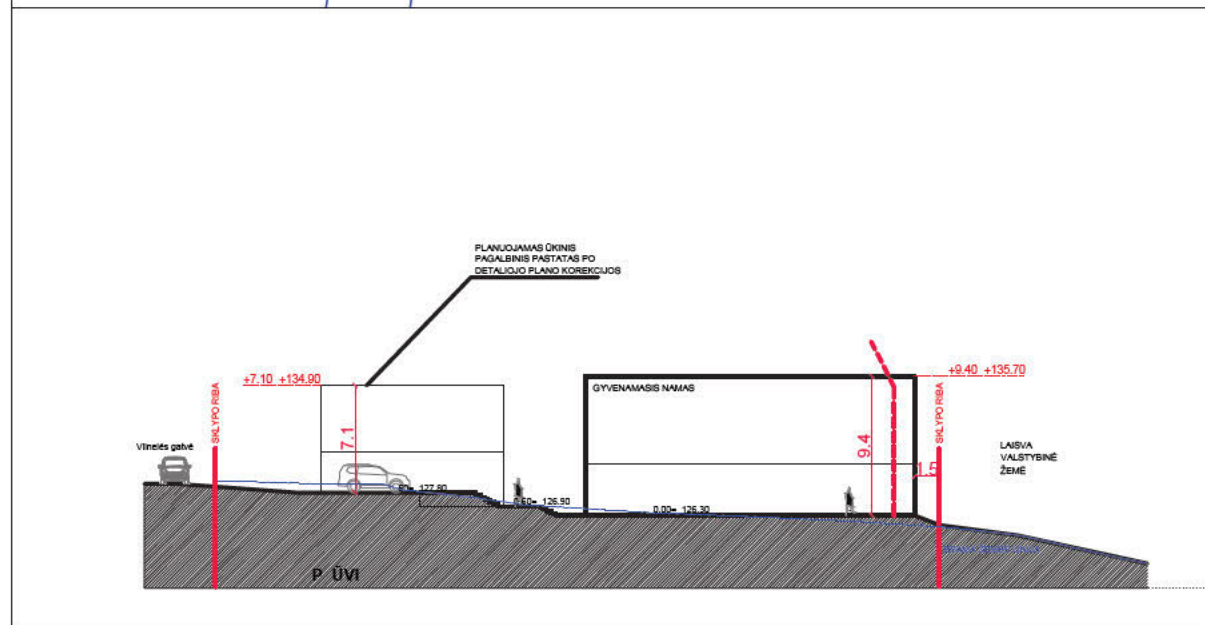 PLANUOJAMAS ŪKINIS
PAGALBINIS PASTATAS PO
DETALIOJO PLANO KOREKCIJOS
+7.10 +134.90
+9.40 +135.70
GYVENAMASIS NAMAS
SKLYPO RIBA
SKLYPO RIBA
7.1
9.4
1.5
Vilnelės gatvė
LAISVA
VALSTYBINĖ
ŽEMĖ
127.80
0.60= 126.90
0.00= 126.30
P ŪVI